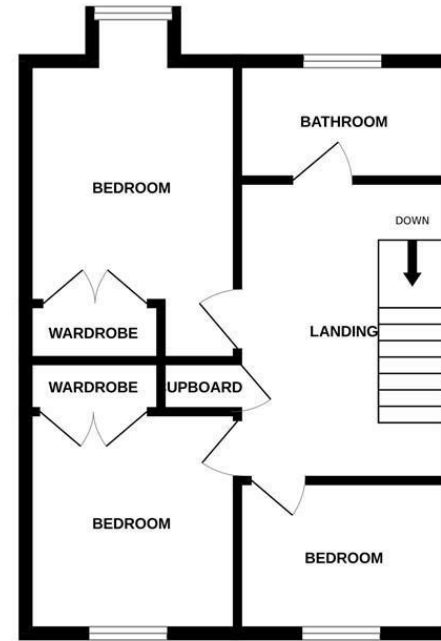 BATHROOM
BEDROOM
DOWN
LANDING
WARDROBE
WARDROBE
UPBOARD
BEDROOM
BEDROOM